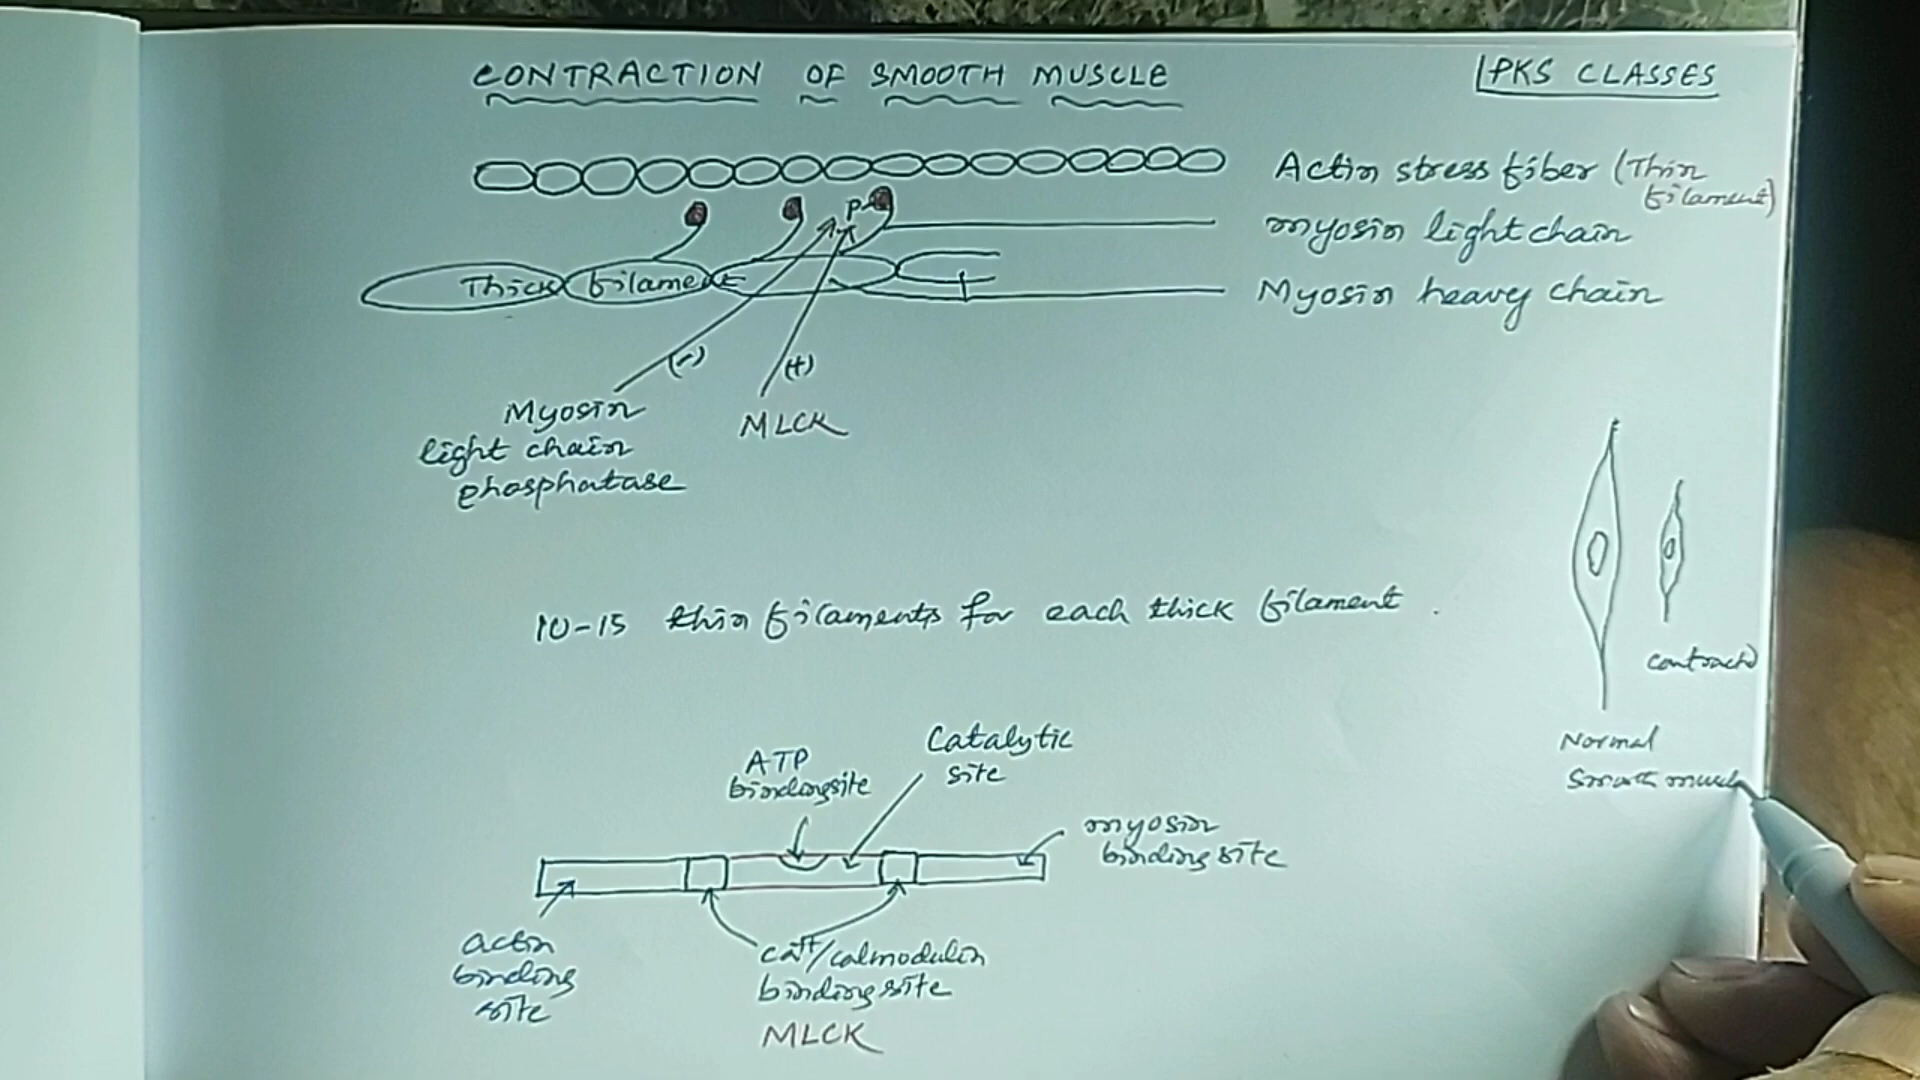 CONTRACTION OF SMOOTH MUSCLE
PKS CLASSES
Actin stress fiber (Thin
filament)
myosin light chain
P
Thick filament
Myosin heavy chain
(-)
(+)
Myosin
light chain
phosphatase
MLCK
10-15 thin filaments for each thick filament.
Contracted
Normal
Smooth muscle
ATP
binding site
Catalytic
site
myosin
binding site
actin
binding
site
Ca++/calmodulin
binding site
MLCK